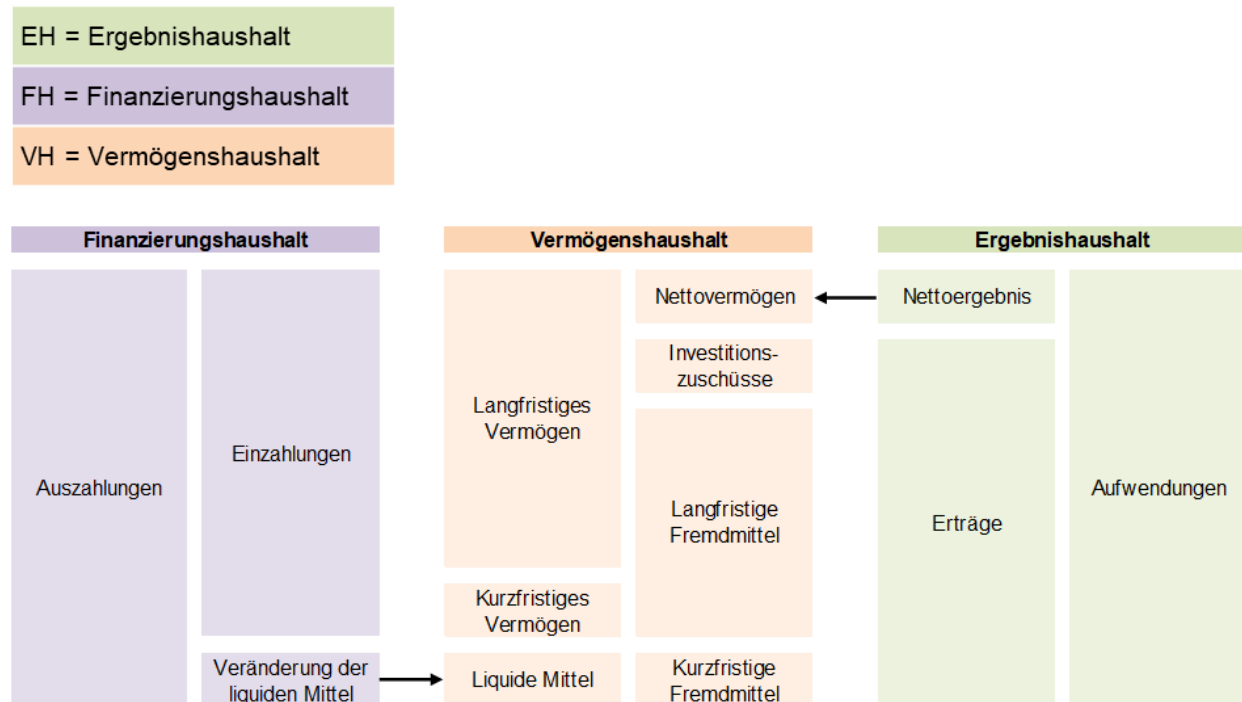 EH = Ergebnishaushalt
FH = Finanzierungshaushalt
VH = Vermögenshaushalt
Finanzierungshaushalt
Auszahlungen
Einzahlungen
Veränderung der
liquiden Mittel
Vermögenshaushalt
Langfristiges
Vermögen
Kurzfristiges
Vermögen
Liquide Mittel
Nettovermögen
Investitions-
zuschüsse
Langfristige
Fremdmittel
Kurzfristige
Fremdmittel
Ergebnishaushalt
Nettoergebnis
Erträge
Aufwendungen